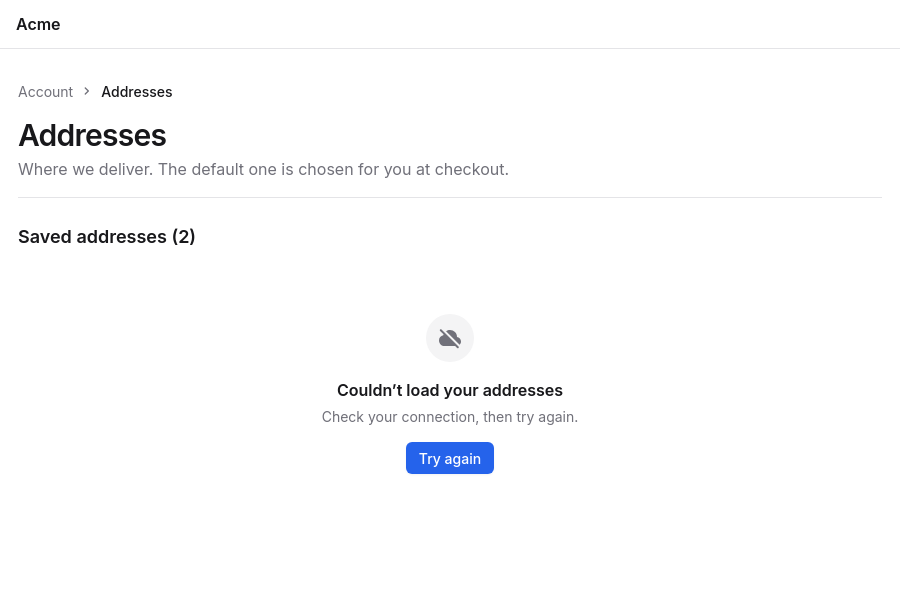 Acme
Account > Addresses
Addresses
Where we deliver. The default one is chosen for you at checkout.
Saved addresses (2)
Couldn’t load your addresses
Check your connection, then try again.
Try again